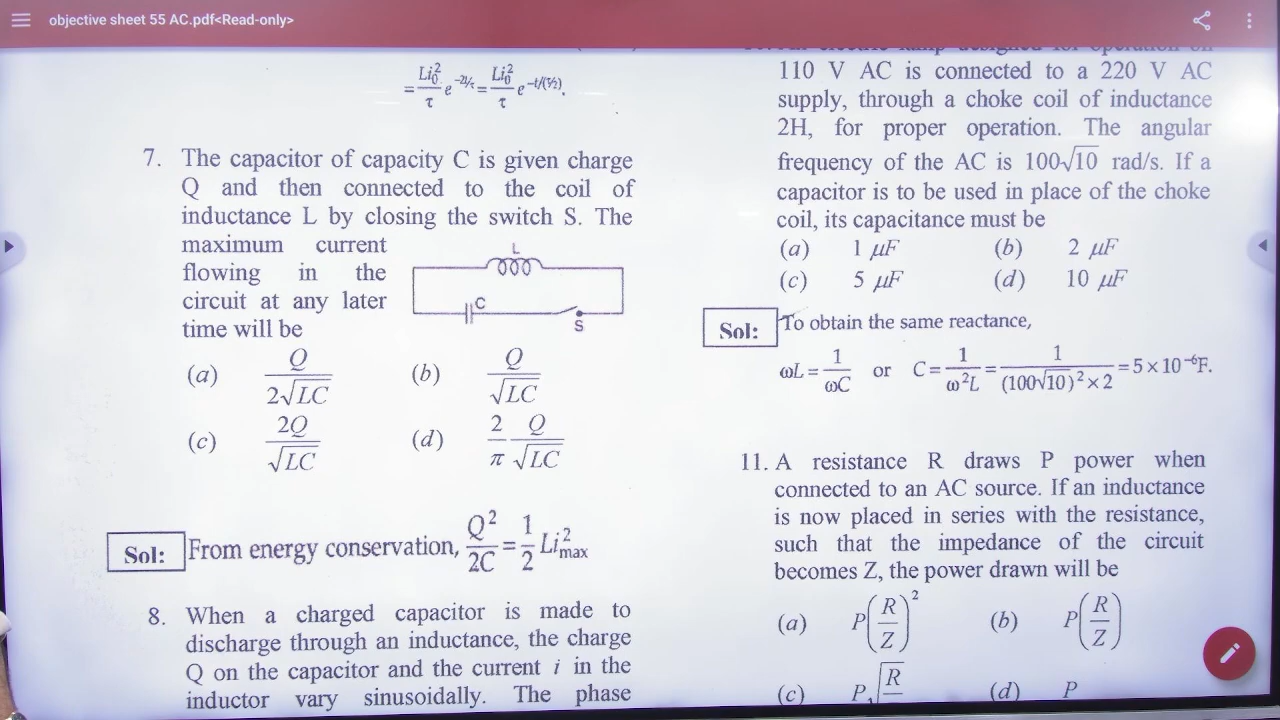 objective sheet 55 AC.pdf<Read-only>
= Li₀²/τ e^(-2t/τ) = Li₀²/τ e^(-t/(τ/2)).
7. The capacitor of capacity C is given charge
Q and then connected to the coil of
inductance L by closing the switch S. The
maximum current
flowing in the
circuit at any later
time will be
L
C
S
(a) Q/(2√LC) (b) Q/√LC
(c) 2Q/√LC (d) 2/π Q/√LC
Sol: From energy conservation, Q²/2C = 1/2 Li²max
8. When a charged capacitor is made to
discharge through an inductance, the charge
Q on the capacitor and the current i in the
inductor vary sinusoidally. The phase
electric lamp designed for operation on
110 V AC is connected to a 220 V AC
supply, through a choke coil of inductance
2H, for proper operation. The angular
frequency of the AC is 100√10 rad/s. If a
capacitor is to be used in place of the choke
coil, its capacitance must be
(a) 1 μF (b) 2 μF
(c) 5 μF (d) 10 μF
Sol: To obtain the same reactance,
ωL = 1/ωC or C = 1/ω²L = 1/((100√10)² × 2) = 5 × 10⁻⁶F.
11. A resistance R draws P power when
connected to an AC source. If an inductance
is now placed in series with the resistance,
such that the impedance of the circuit
becomes Z, the power drawn will be
(a) P(R/Z)² (b) P(R/Z)
(c) P√R (d) P